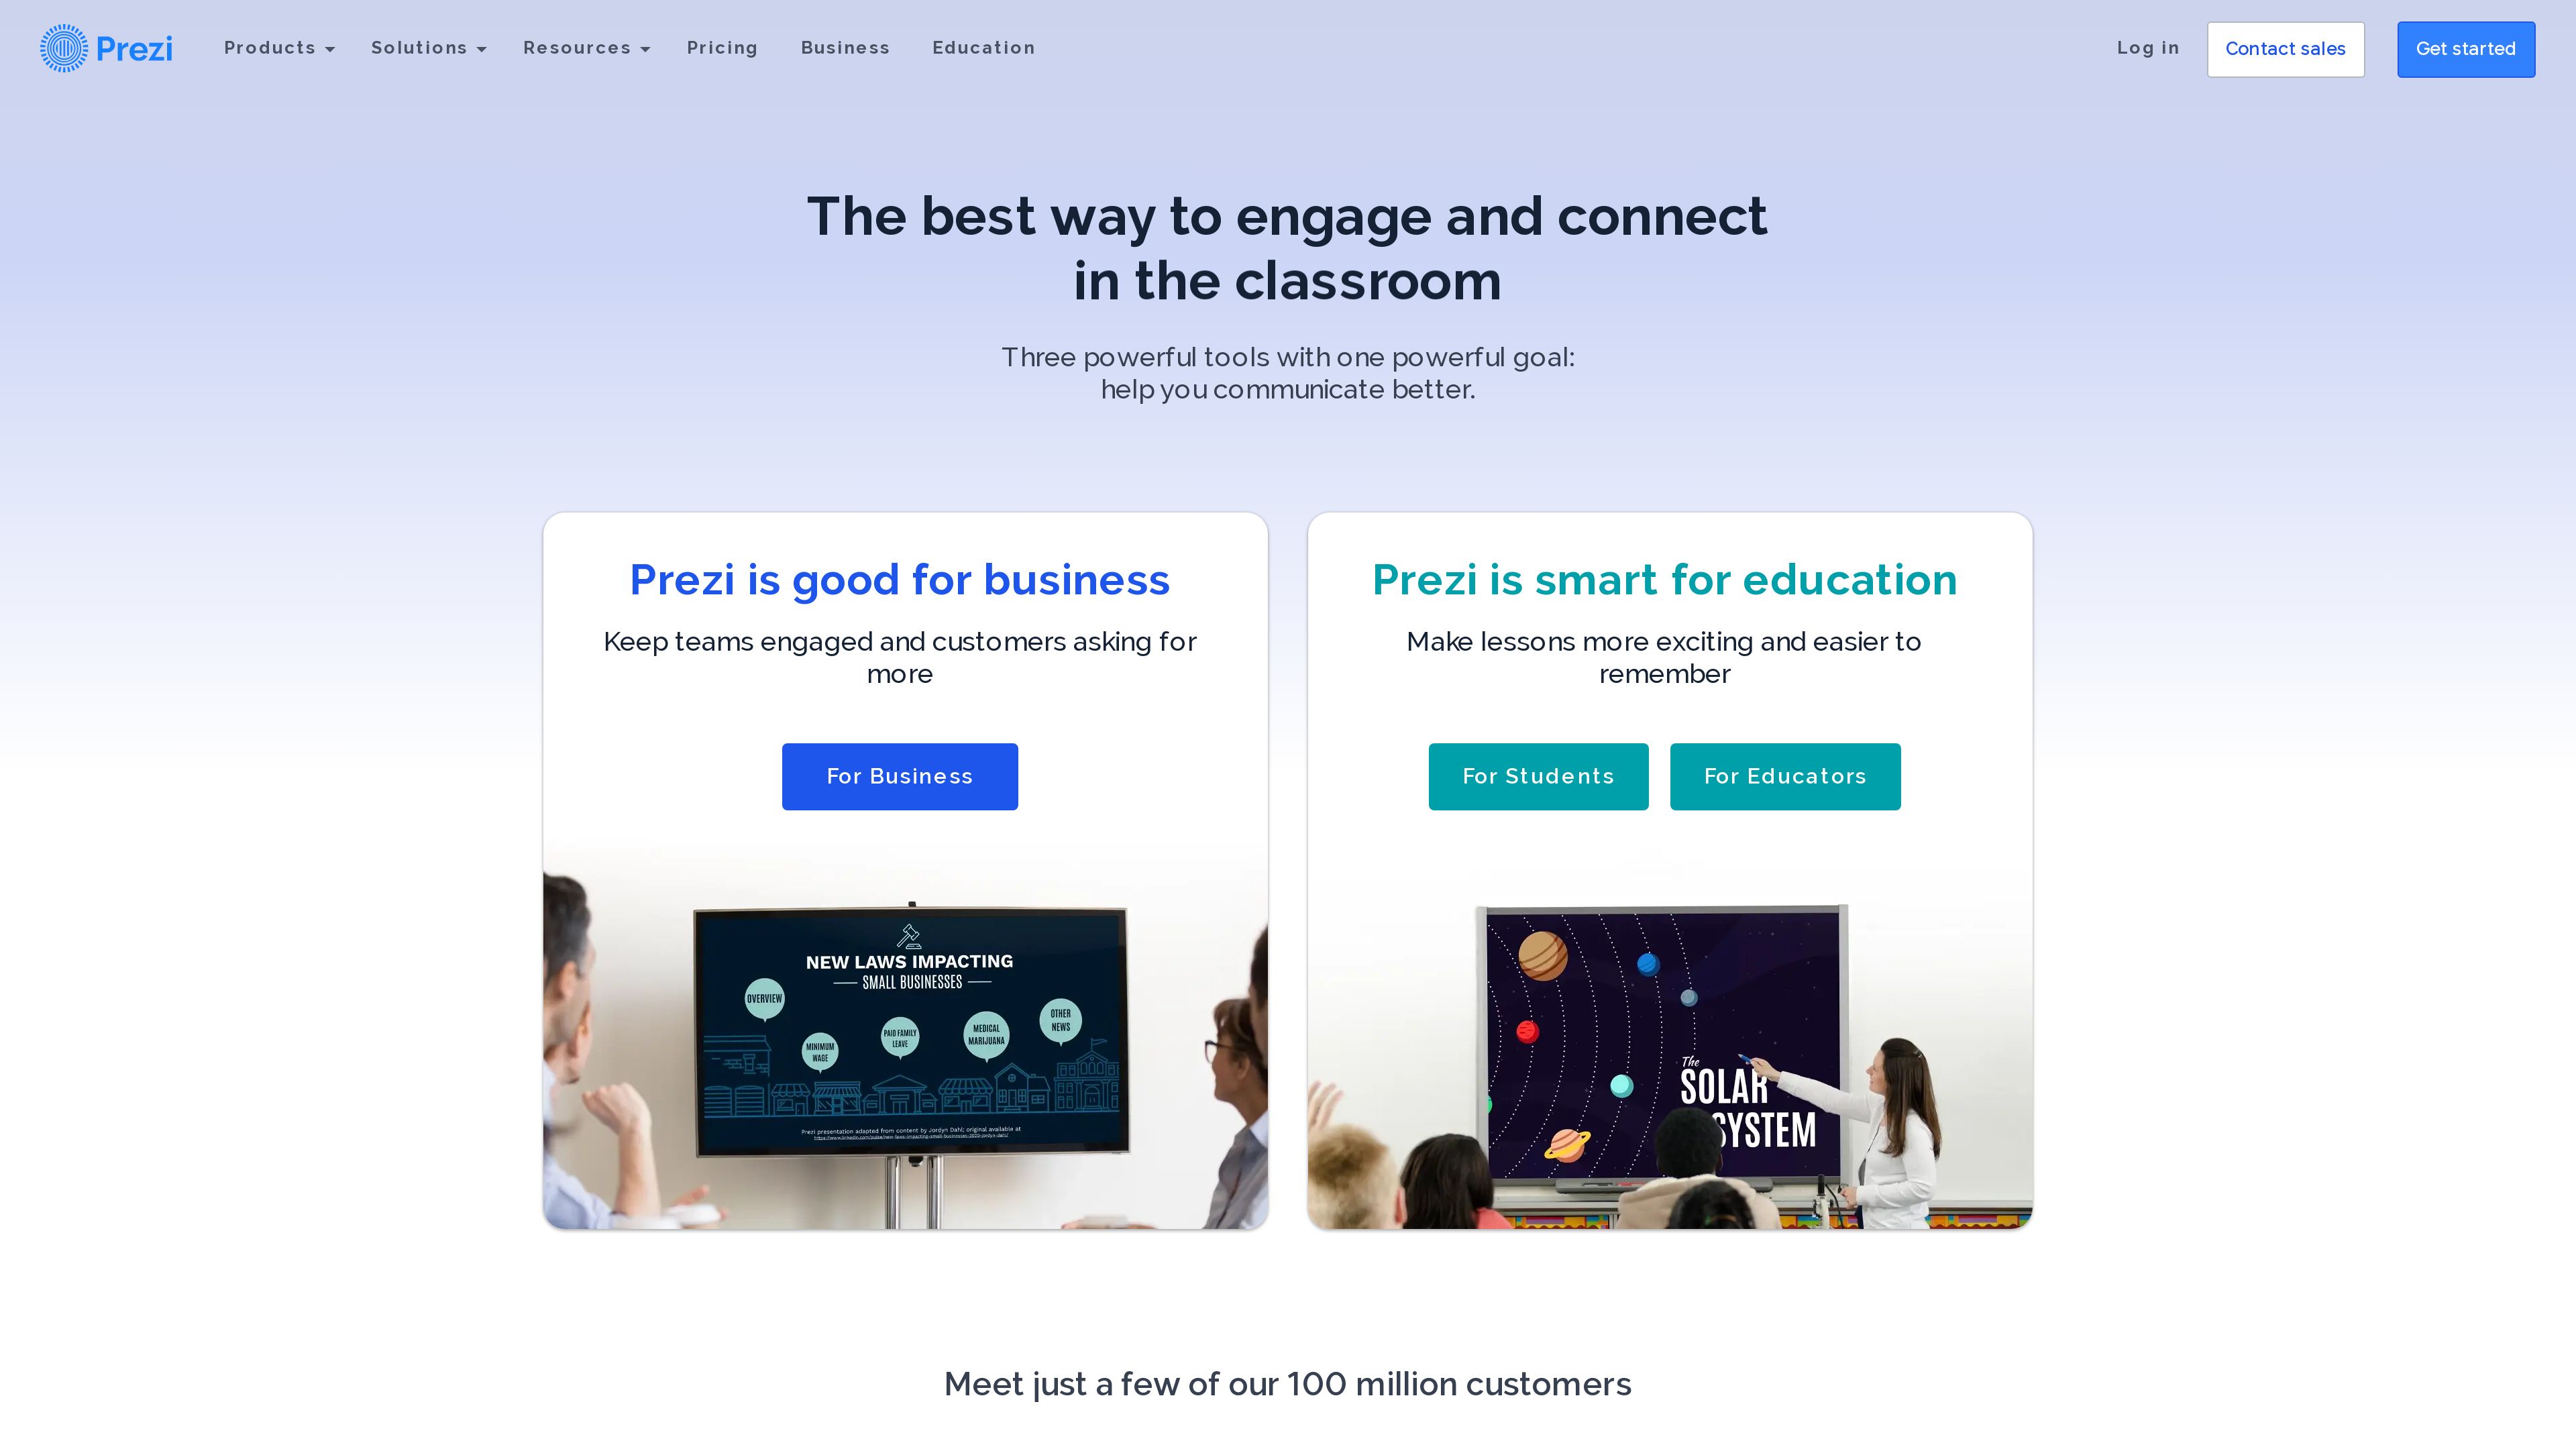 Prezi
Products
Solutions
Resources
Pricing
Business
Education
Log in
Contact sales
Get started
The best way to engage and connect
in the classroom
Three powerful tools with one powerful goal:
help you communicate better.
Prezi is good for business
Keep teams engaged and customers asking for
more
For Business
NEW LAWS IMPACTING
SMALL BUSINESSES
OVERVIEW
MINIMUM
WAGE
PAID FAMILY
LEAVE
MEDICAL
MARIJUANA
OTHER
NEWS
Prezi presentation adapted from content by Jordyn Dahl; original available at
Prezi is smart for education
Make lessons more exciting and easier to
remember
For Students
For Educators
The
SOLAR
SYSTEM
Meet just a few of our 100 million customers